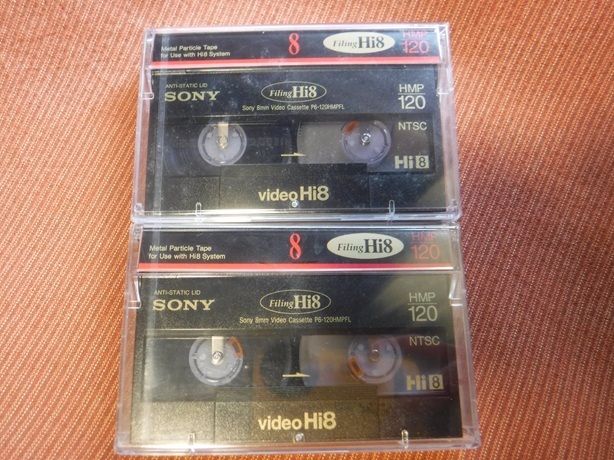 Metal Particle Tape
for Use with Hi8 System
8
Filing Hi8
HMP
120
ANTI-STATIC LID
SONY
Filing Hi8
Sony 8mm Video Cassette P6-120HMPFL
HMP
120
NTSC
Hi8
video Hi8
Metal Particle Tape
for Use with Hi8 System
8
Filing Hi8
HMP
120
ANTI-STATIC LID
SONY
Filing Hi8
Sony 8mm Video Cassette P6-120HMPFL
HMP
120
NTSC
Hi8
video Hi8